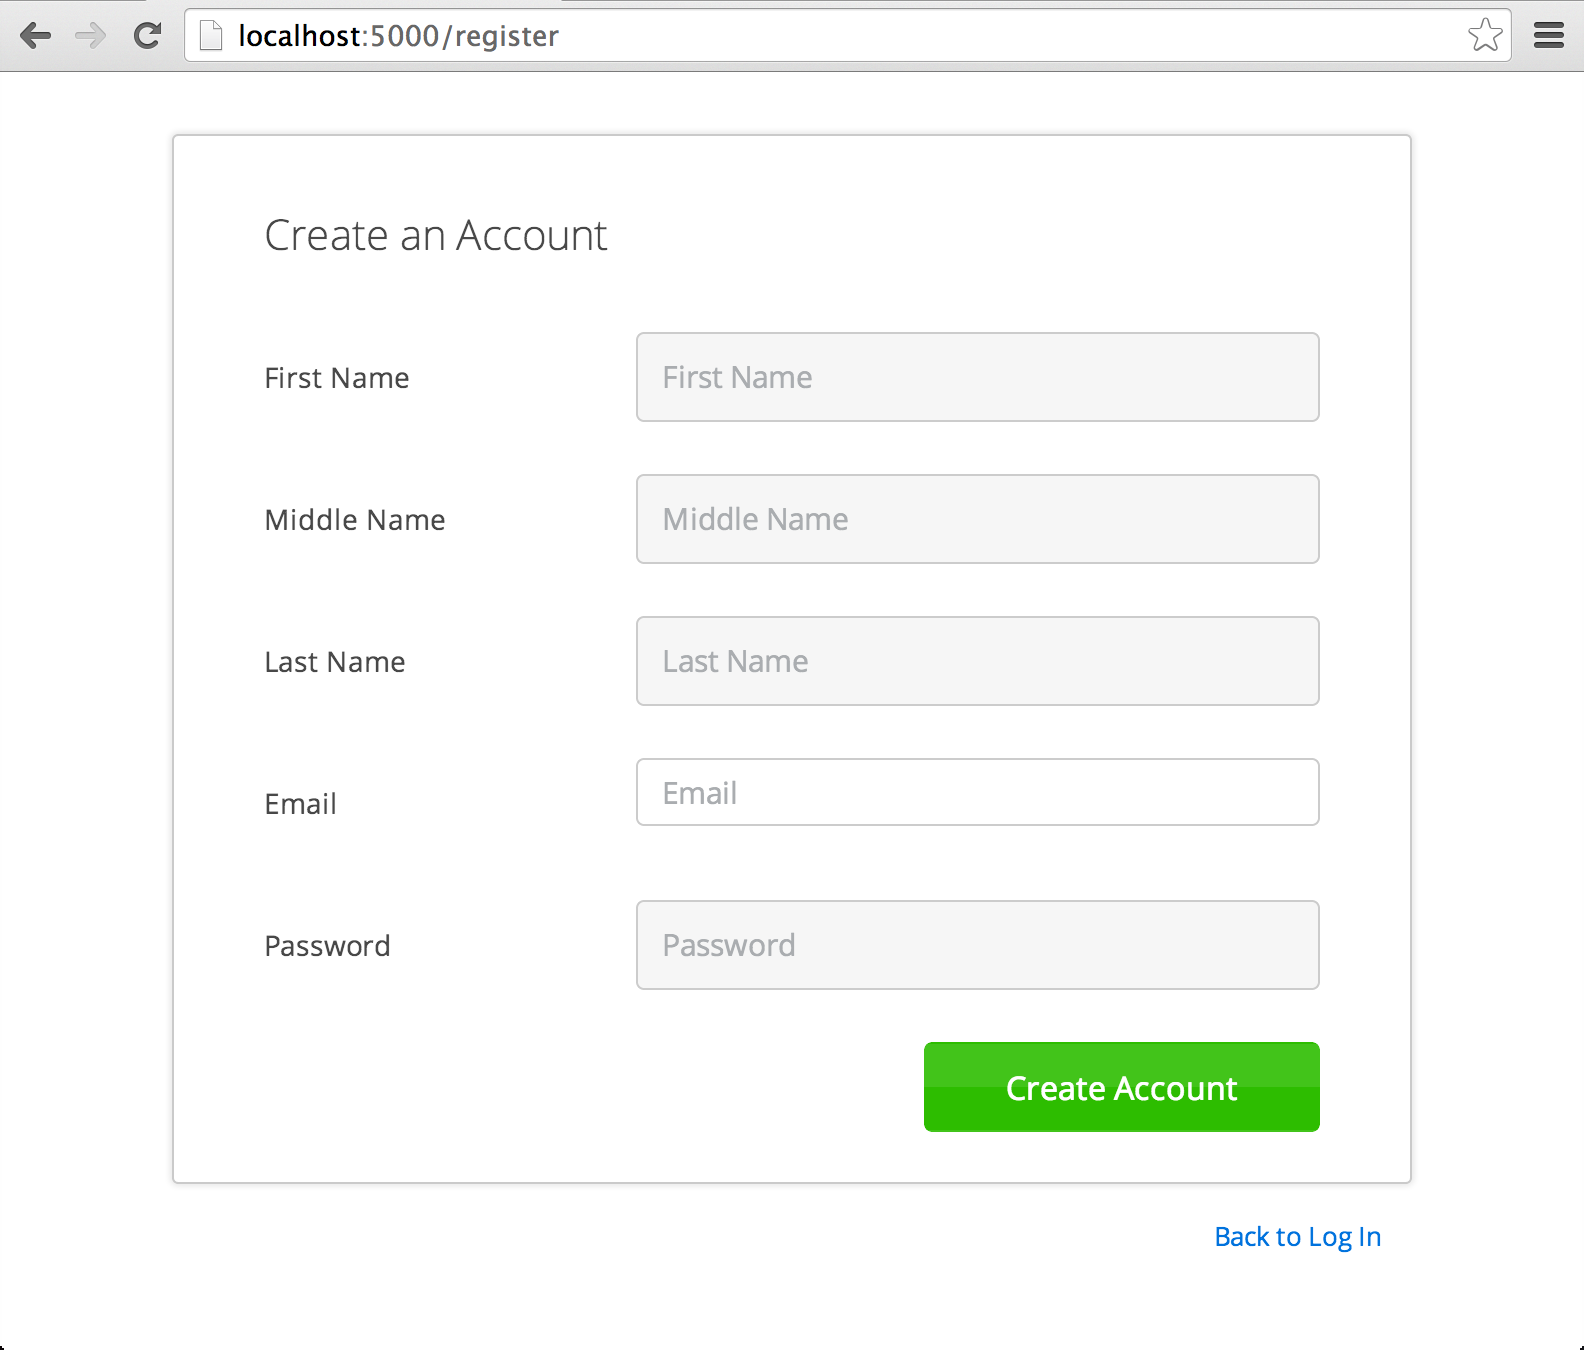 localhost:5000/register
Create an Account
First Name
First Name
Middle Name
Middle Name
Last Name
Last Name
Email
Email
Password
Password
Create Account
Back to Log In